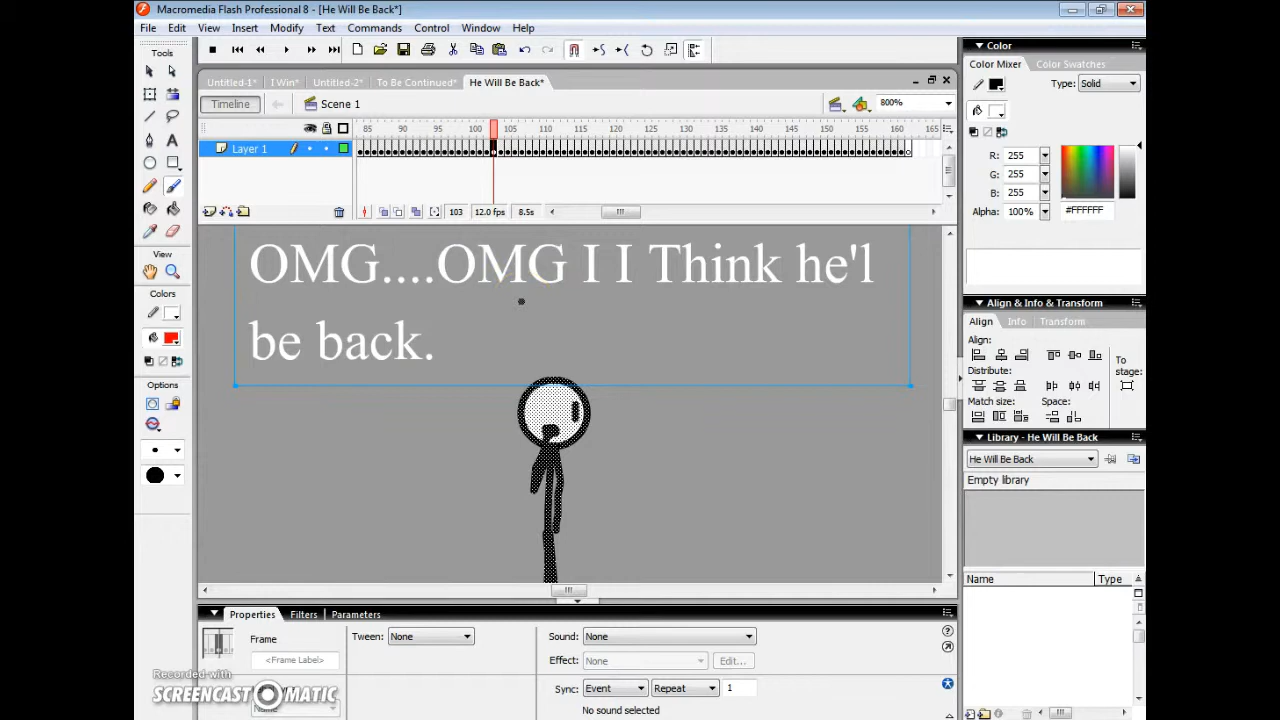 Macromedia Flash Professional 8 - [He Will Be Back*]
File Edit View Insert Modify Text Commands Control Window Help
Tools
Untitled-1* I Win* Untitled-2* To Be Continued* He Will Be Back*
Timeline Scene 1 800%
85 90 95 100 105 110 115 120 125 130 135 140 145 150 155 160 165
Layer 1
103 12.0 fps 8.5s
View
Colors
Options
OMG....OMG I I Think he'l
be back.
Color
Color Mixer Color Swatches
Type: Solid
R: 255
G: 255
B: 255
Alpha: 100% #FFFFFF
Align & Info & Transform
Align Info Transform
Align:
Distribute:
To
stage:
Match size: Space:
Library - He Will Be Back
He Will Be Back
Empty library
Name Type
Properties Filters Parameters
Frame Tween: None Sound: None
<Frame Label> Effect: None Edit...
Sync: Event Repeat 1
No sound selected
Recorded with
SCREENCAST-O-MATIC
Name